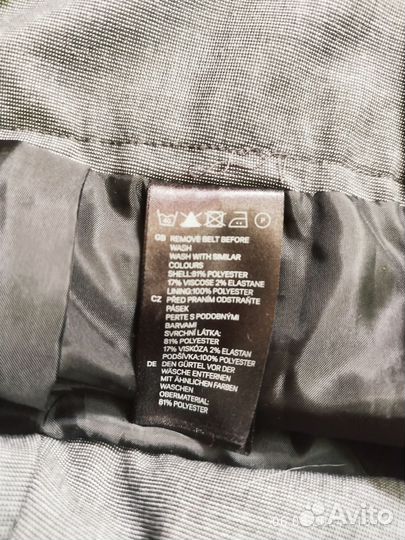 GB REMOVE BELT BEFORE
WASH
WASH WITH SIMILAR
COLOURS
SHELL:81% POLYESTER
17% VISCOSE 2% ELASTANE
LINING:100% POLYESTER
CZ PŘED PRANÍM ODSTRAŇTE
PÁSEK
PERTE S PODOBNÝMI
BARVAMI
SVRCHNÍ LÁTKA:
81% POLYESTER
17% VISKÓZA 2% ELASTAN
PODŠÍVKA:100% POLYESTER
DE DEN GÜRTEL VOR DER
WÄSCHE ENTFERNEN
MIT ÄHNLICHEN FARBEN
WASCHEN
OBERMATERIAL:
81% POLYESTER
Avito